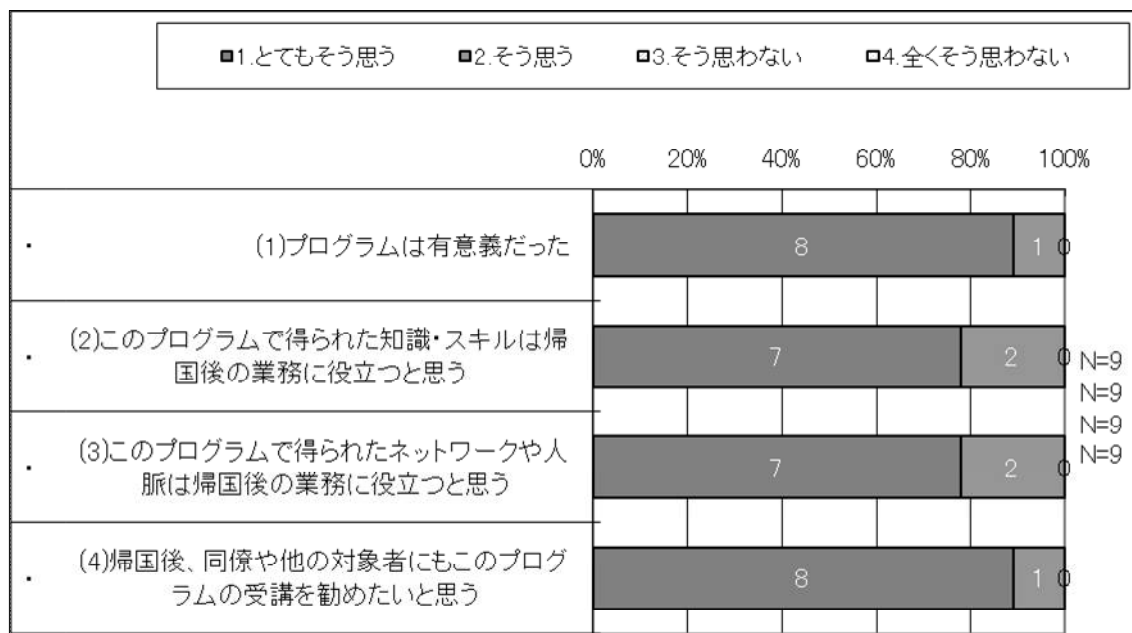 ■1.とてもそう思う ■2.そう思う □3.そう思わない □4.全くそう思わない
0% 20% 40% 60% 80% 100%
・ (1)プログラムは有意義だった 8 1 0
・ (2)このプログラムで得られた知識・スキルは帰
国後の業務に役立つと思う 7 2 0
N=9
N=9
N=9
N=9
・ (3)このプログラムで得られたネットワークや人
脈は帰国後の業務に役立つと思う 7 2 0
・ (4)帰国後、同僚や他の対象者にもこのプログ
ラムの受講を勧めたいと思う 8 1 0